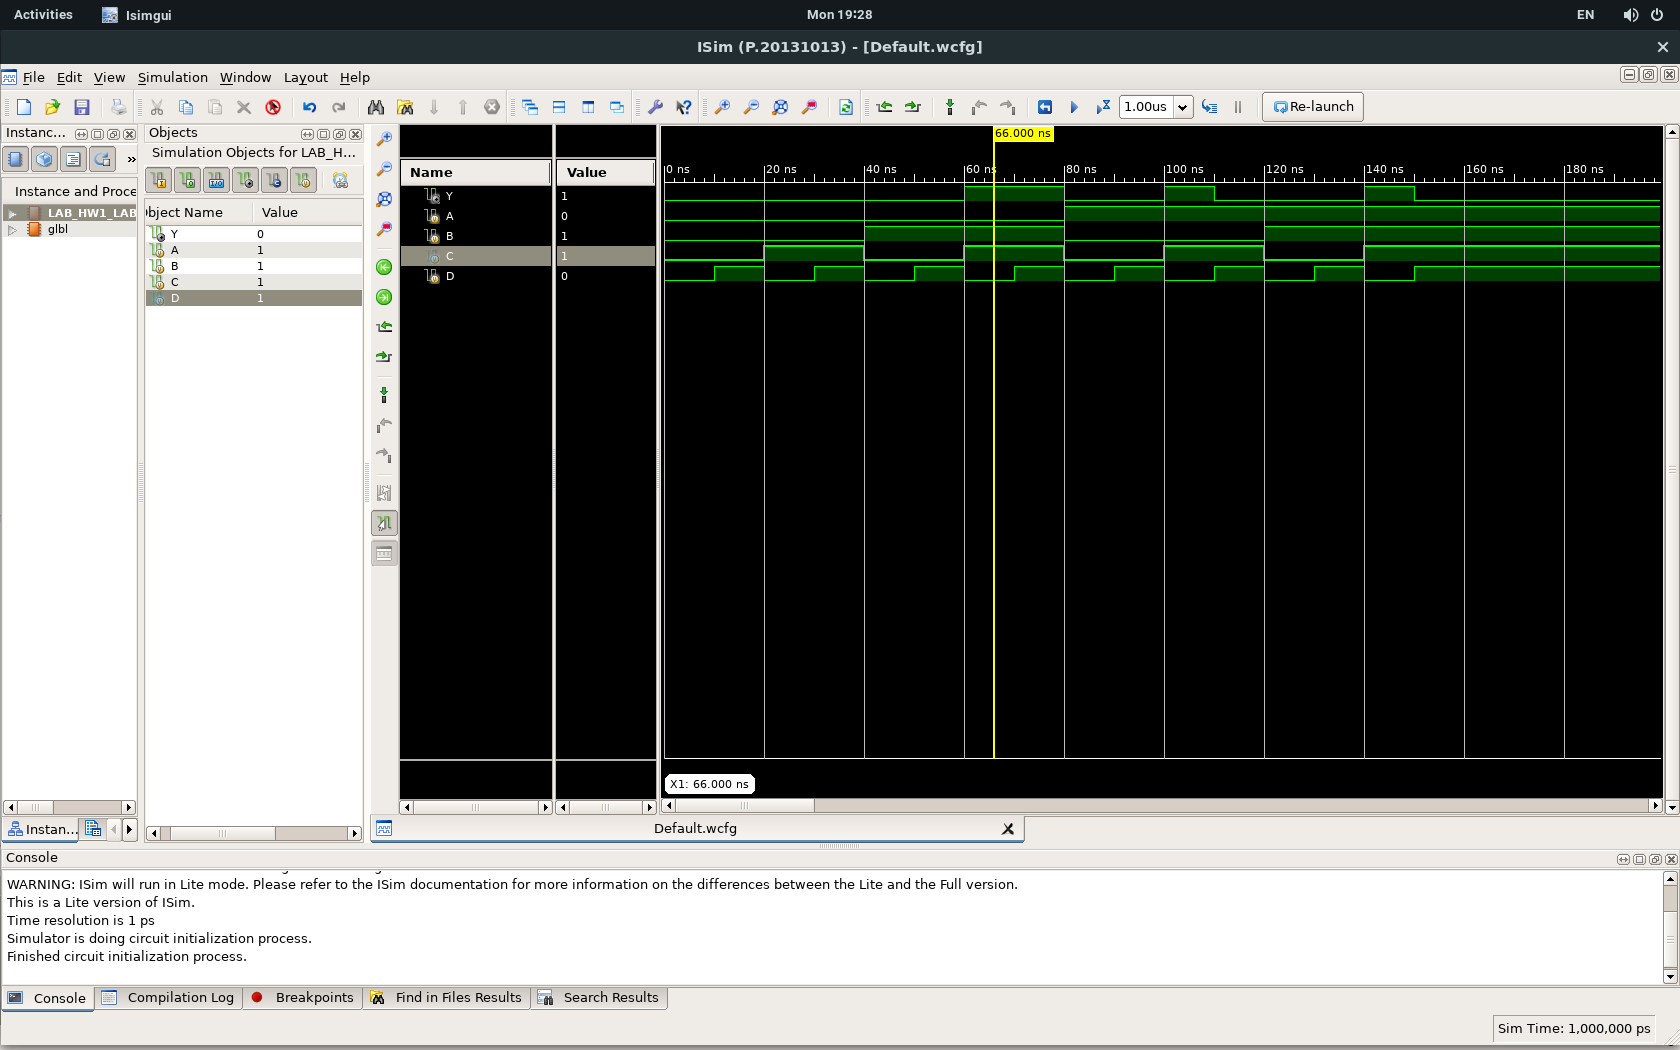 Activities Isimgui Mon 19:28 EN
ISim (P.20131013) - [Default.wcfg]
File Edit View Simulation Window Layout Help
1.00us Re-launch
Instanc...
Instance and Proce
LAB_HW1_LAB
glbl
Instan...
Objects
Simulation Objects for LAB_H...
bject Name Value
Y 0
A 1
B 1
C 1
D 1
Name Value
Y 1
A 0
B 1
C 1
D 0
66.000 ns
0 ns 20 ns 40 ns 60 ns 80 ns 100 ns 120 ns 140 ns 160 ns 180 ns
X1: 66.000 ns
Default.wcfg
Console
WARNING: ISim will run in Lite mode. Please refer to the ISim documentation for more information on the differences between the Lite and the Full version.
This is a Lite version of ISim.
Time resolution is 1 ps
Simulator is doing circuit initialization process.
Finished circuit initialization process.
Console Compilation Log Breakpoints Find in Files Results Search Results
Sim Time: 1,000,000 ps